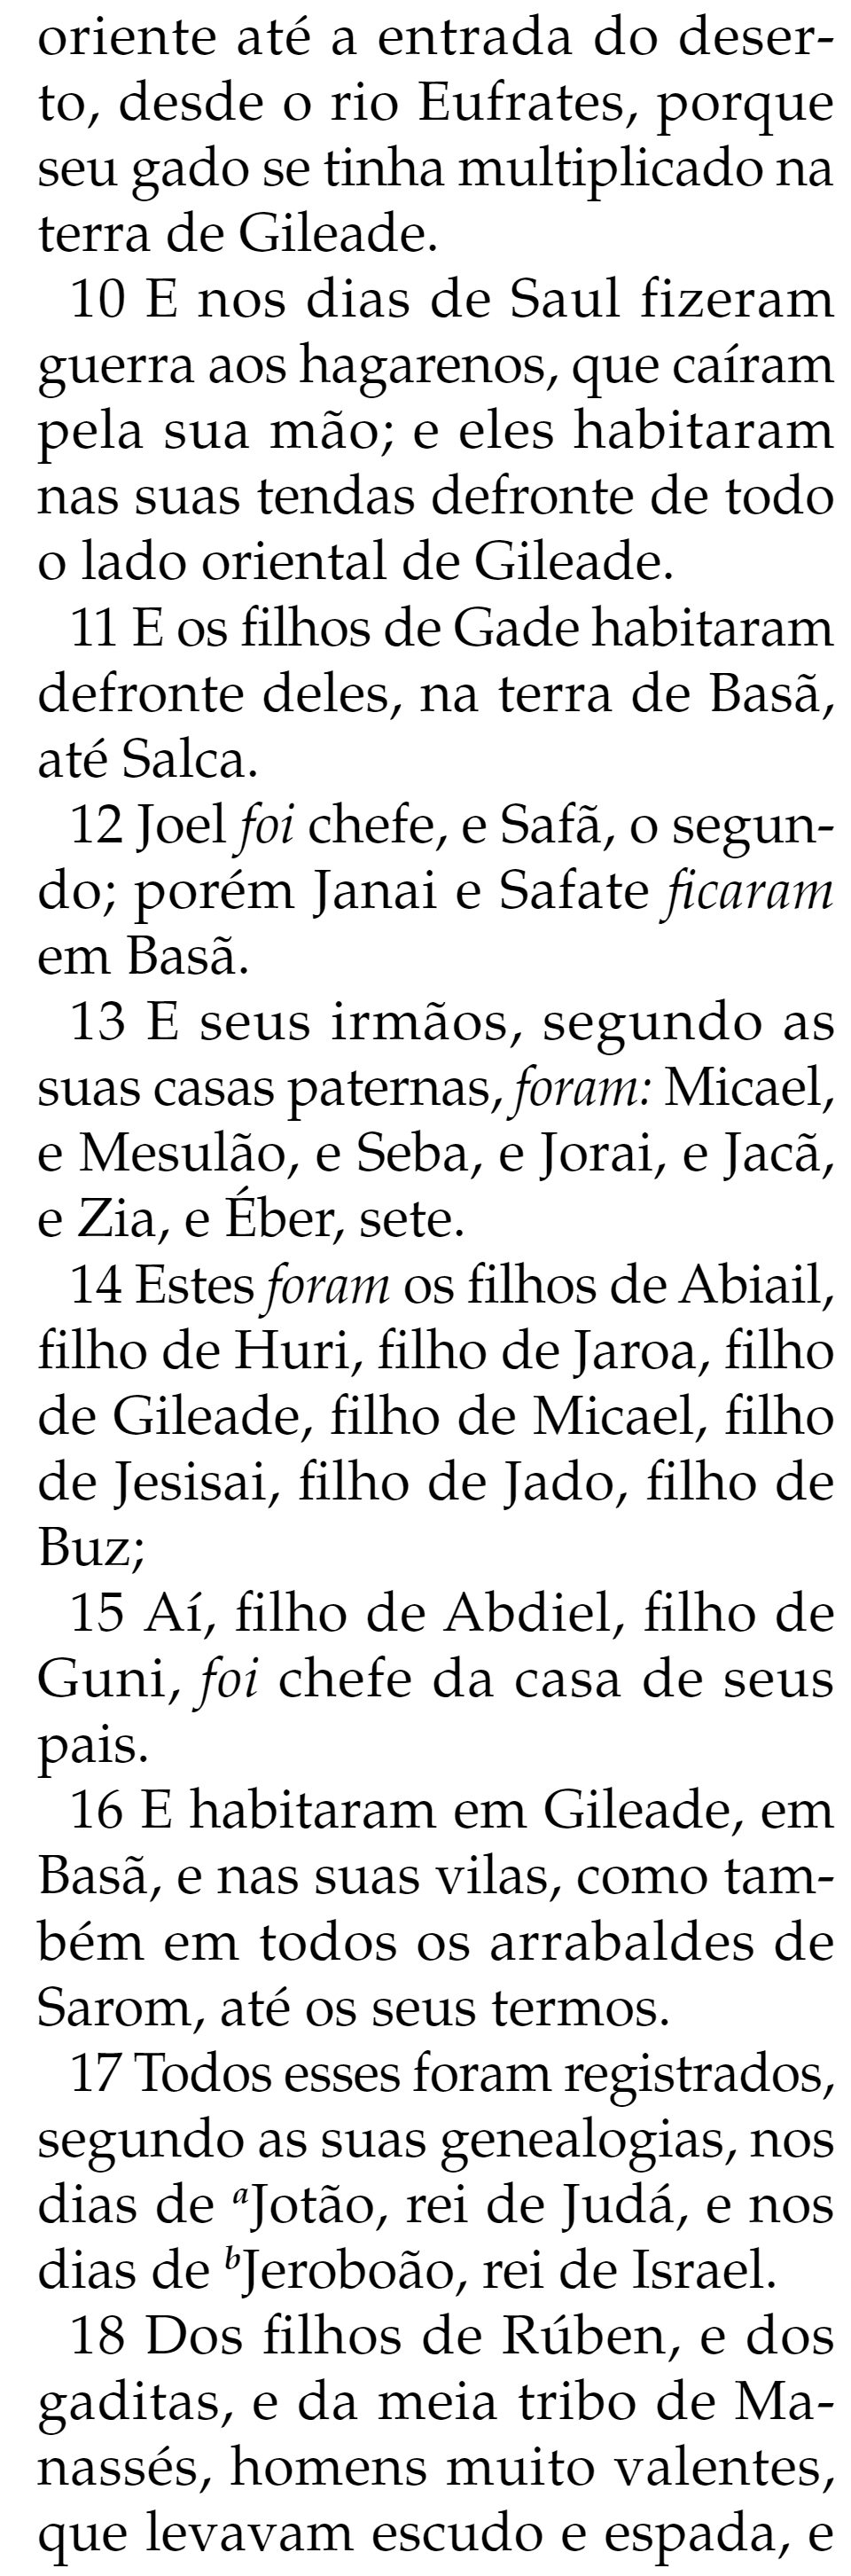 oriente até a entrada do deser-
to, desde o rio Eufrates, porque
seu gado se tinha multiplicado na
terra de Gileade.
10 E nos dias de Saul fizeram
guerra aos hagarenos, que caíram
pela sua mão; e eles habitaram
nas suas tendas defronte de todo
o lado oriental de Gileade.
11 E os filhos de Gade habitaram
defronte deles, na terra de Basã,
até Salca.
12 Joel foi chefe, e Safã, o segun-
do; porém Janai e Safate ficaram
em Basã.
13 E seus irmãos, segundo as
suas casas paternas, foram: Micael,
e Mesulão, e Seba, e Jorai, e Jacã,
e Zia, e Éber, sete.
14 Estes foram os filhos de Abiail,
filho de Huri, filho de Jaroa, filho
de Gileade, filho de Micael, filho
de Jesisai, filho de Jado, filho de
Buz;
15 Aí, filho de Abdiel, filho de
Guni, foi chefe da casa de seus
pais.
16 E habitaram em Gileade, em
Basã, e nas suas vilas, como tam-
bém em todos os arrabaldes de
Sarom, até os seus termos.
17 Todos esses foram registrados,
segundo as suas genealogias, nos
dias de aJotão, rei de Judá, e nos
dias de bJeroboão, rei de Israel.
18 Dos filhos de Rúben, e dos
gaditas, e da meia tribo de Ma-
nassés, homens muito valentes,
que levavam escudo e espada, e